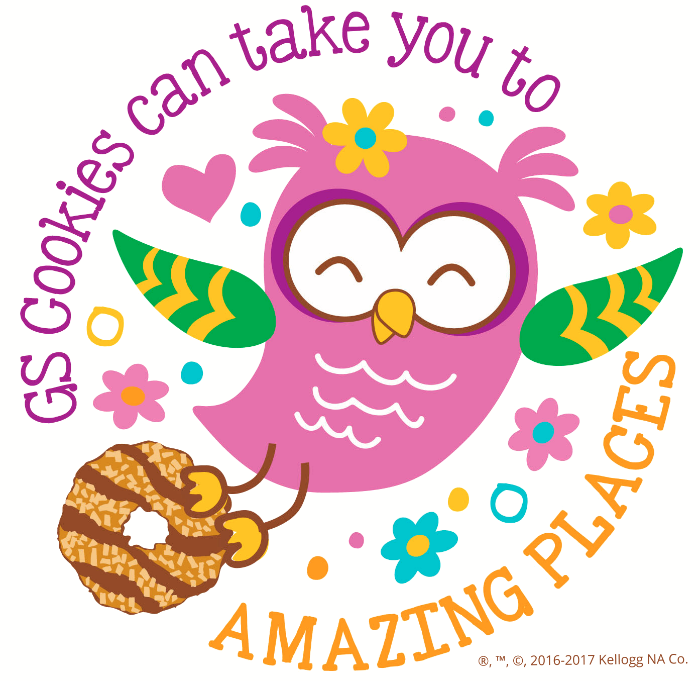 GS Cookies can take you to
AMAZING PLACES
®, ™, ©, 2016-2017 Kellogg NA Co.